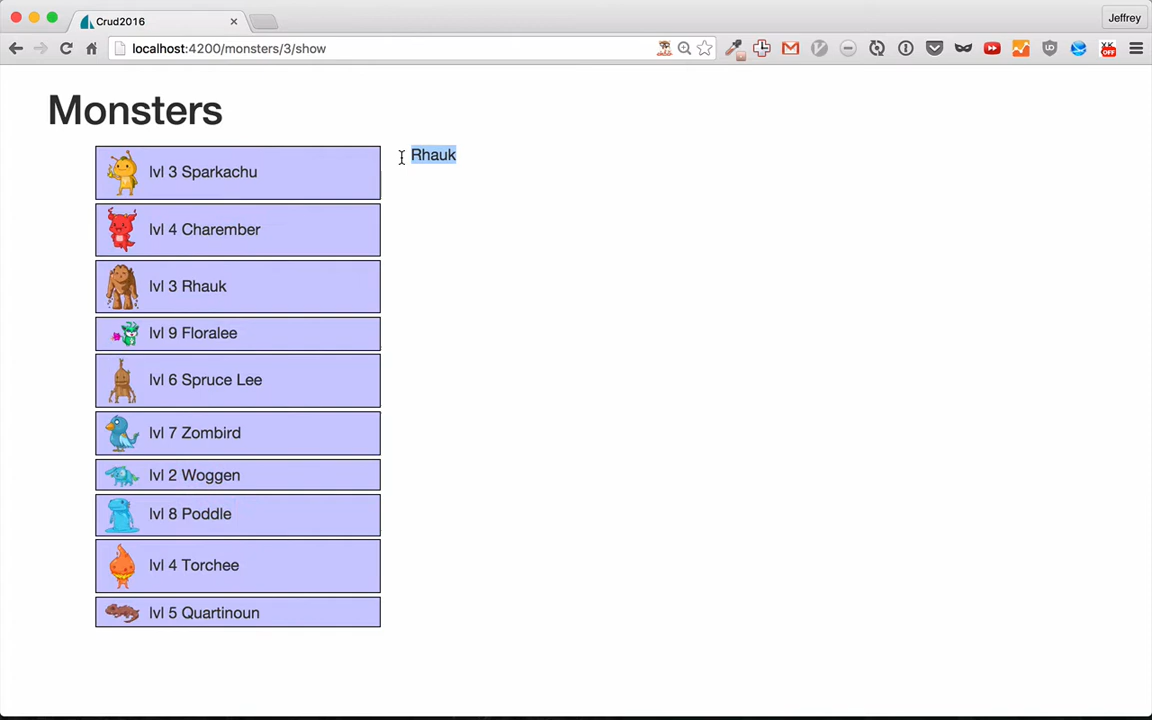 Crud2016
Jeffrey
localhost:4200/monsters/3/show
Monsters
lvl 3 Sparkachu
Rhauk
lvl 4 Charember
lvl 3 Rhauk
lvl 9 Floralee
lvl 6 Spruce Lee
lvl 7 Zombird
lvl 2 Woggen
lvl 8 Poddle
lvl 4 Torchee
lvl 5 Quartinoun